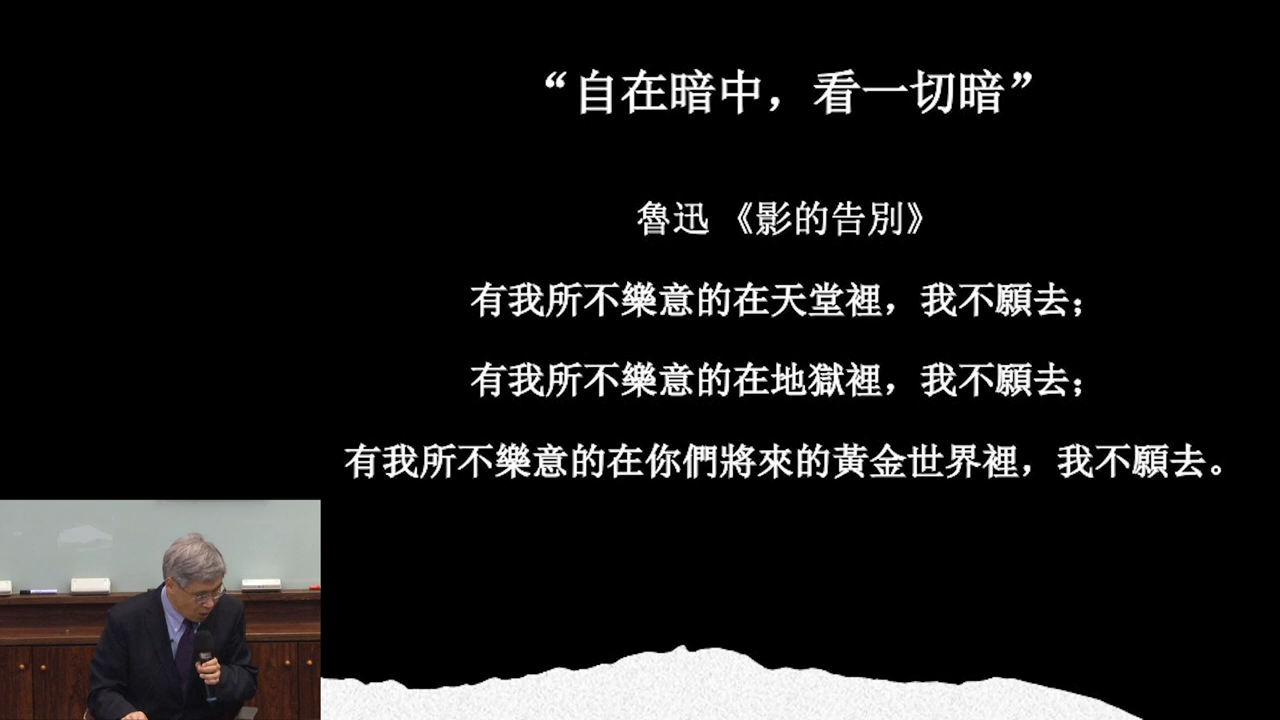 “自在暗中，看一切暗”
魯迅 《影的告別》
有我所不樂意的在天堂裡，我不願去；
有我所不樂意的在地獄裡，我不願去；
有我所不樂意的在你們將來的黃金世界裡，我不願去。